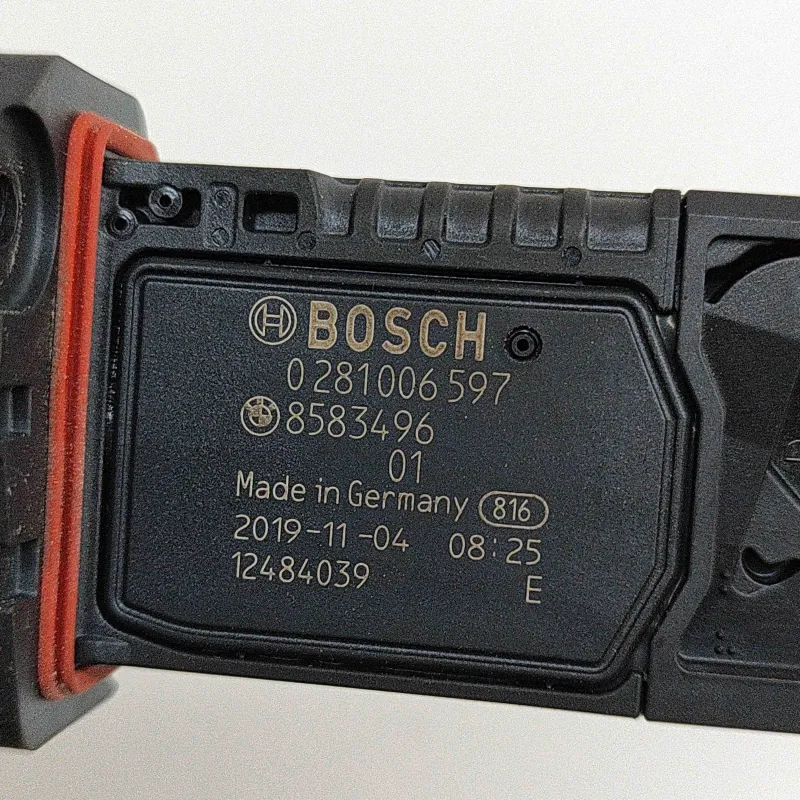 BOSCH
0 281 006 597
8583496
01
Made in Germany 816
2019-11-04 08:25
12484039
E